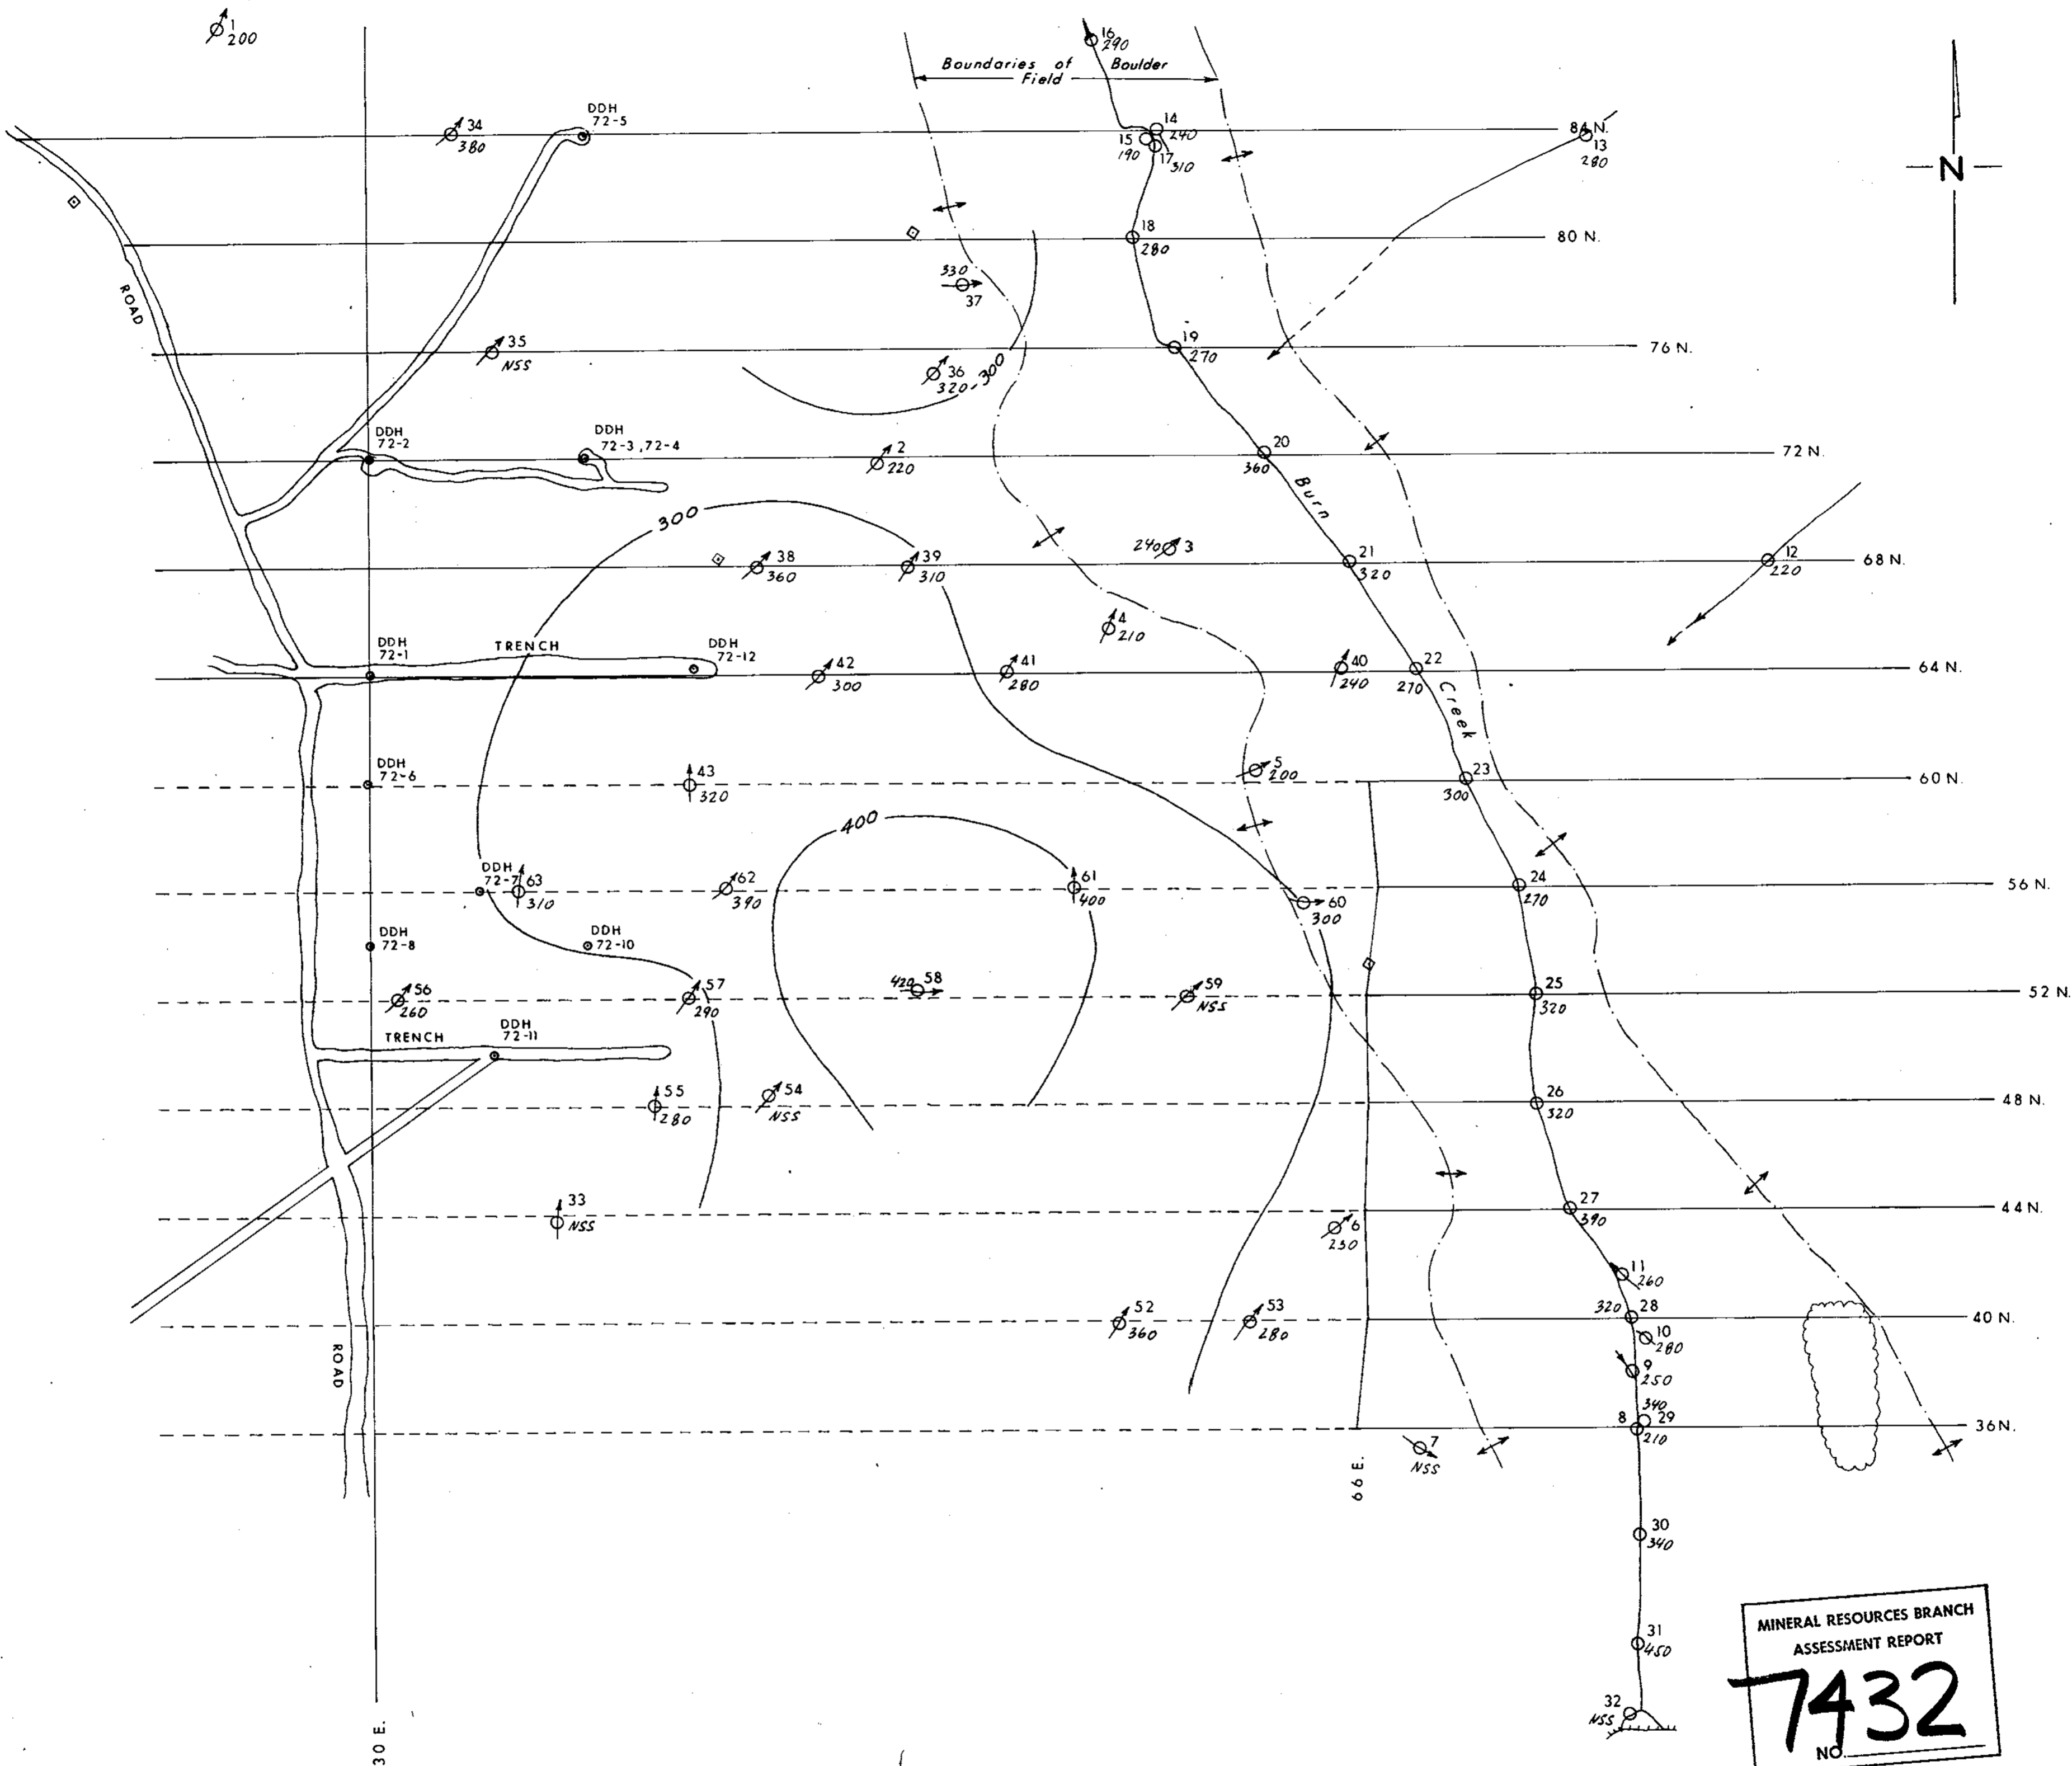 1
200
16
290
Boundaries of Boulder
Field
34
380
DDH
72-5
14
240
15
190
17
310
84 N.
13
280
N
18
280
80 N.
330
37
ROAD
35
NSS
36
320
300
19
270
76 N.
DDH
72-2
DDH
72-3, 72-4
2
220
20
360
72 N.
Burn
300
38
360
39
310
240
3
21
320
12
220
68 N.
4
210
DDH
72-1
TRENCH
DDH
72-12
42
300
41
280
40
240
22
270
64 N.
Creek
DDH
72-6
43
320
5
200
23
300
60 N.
400
DDH
72-7
63
310
62
390
61
400
60
300
24
270
56 N.
DDH
72-8
DDH
72-10
56
260
57
290
420
58
59
NSS
25
320
52 N.
TRENCH
DDH
72-11
55
280
54
NSS
26
320
48 N.
33
NSS
6
230
27
390
44 N.
11
260
52
360
53
280
320
28
40 N.
10
280
ROAD
9
250
340
8
29
210
36 N.
7
NSS
66 E.
30
340
31
450
32
NSS
30 E.
MINERAL RESOURCES BRANCH
ASSESSMENT REPORT
7432
NO